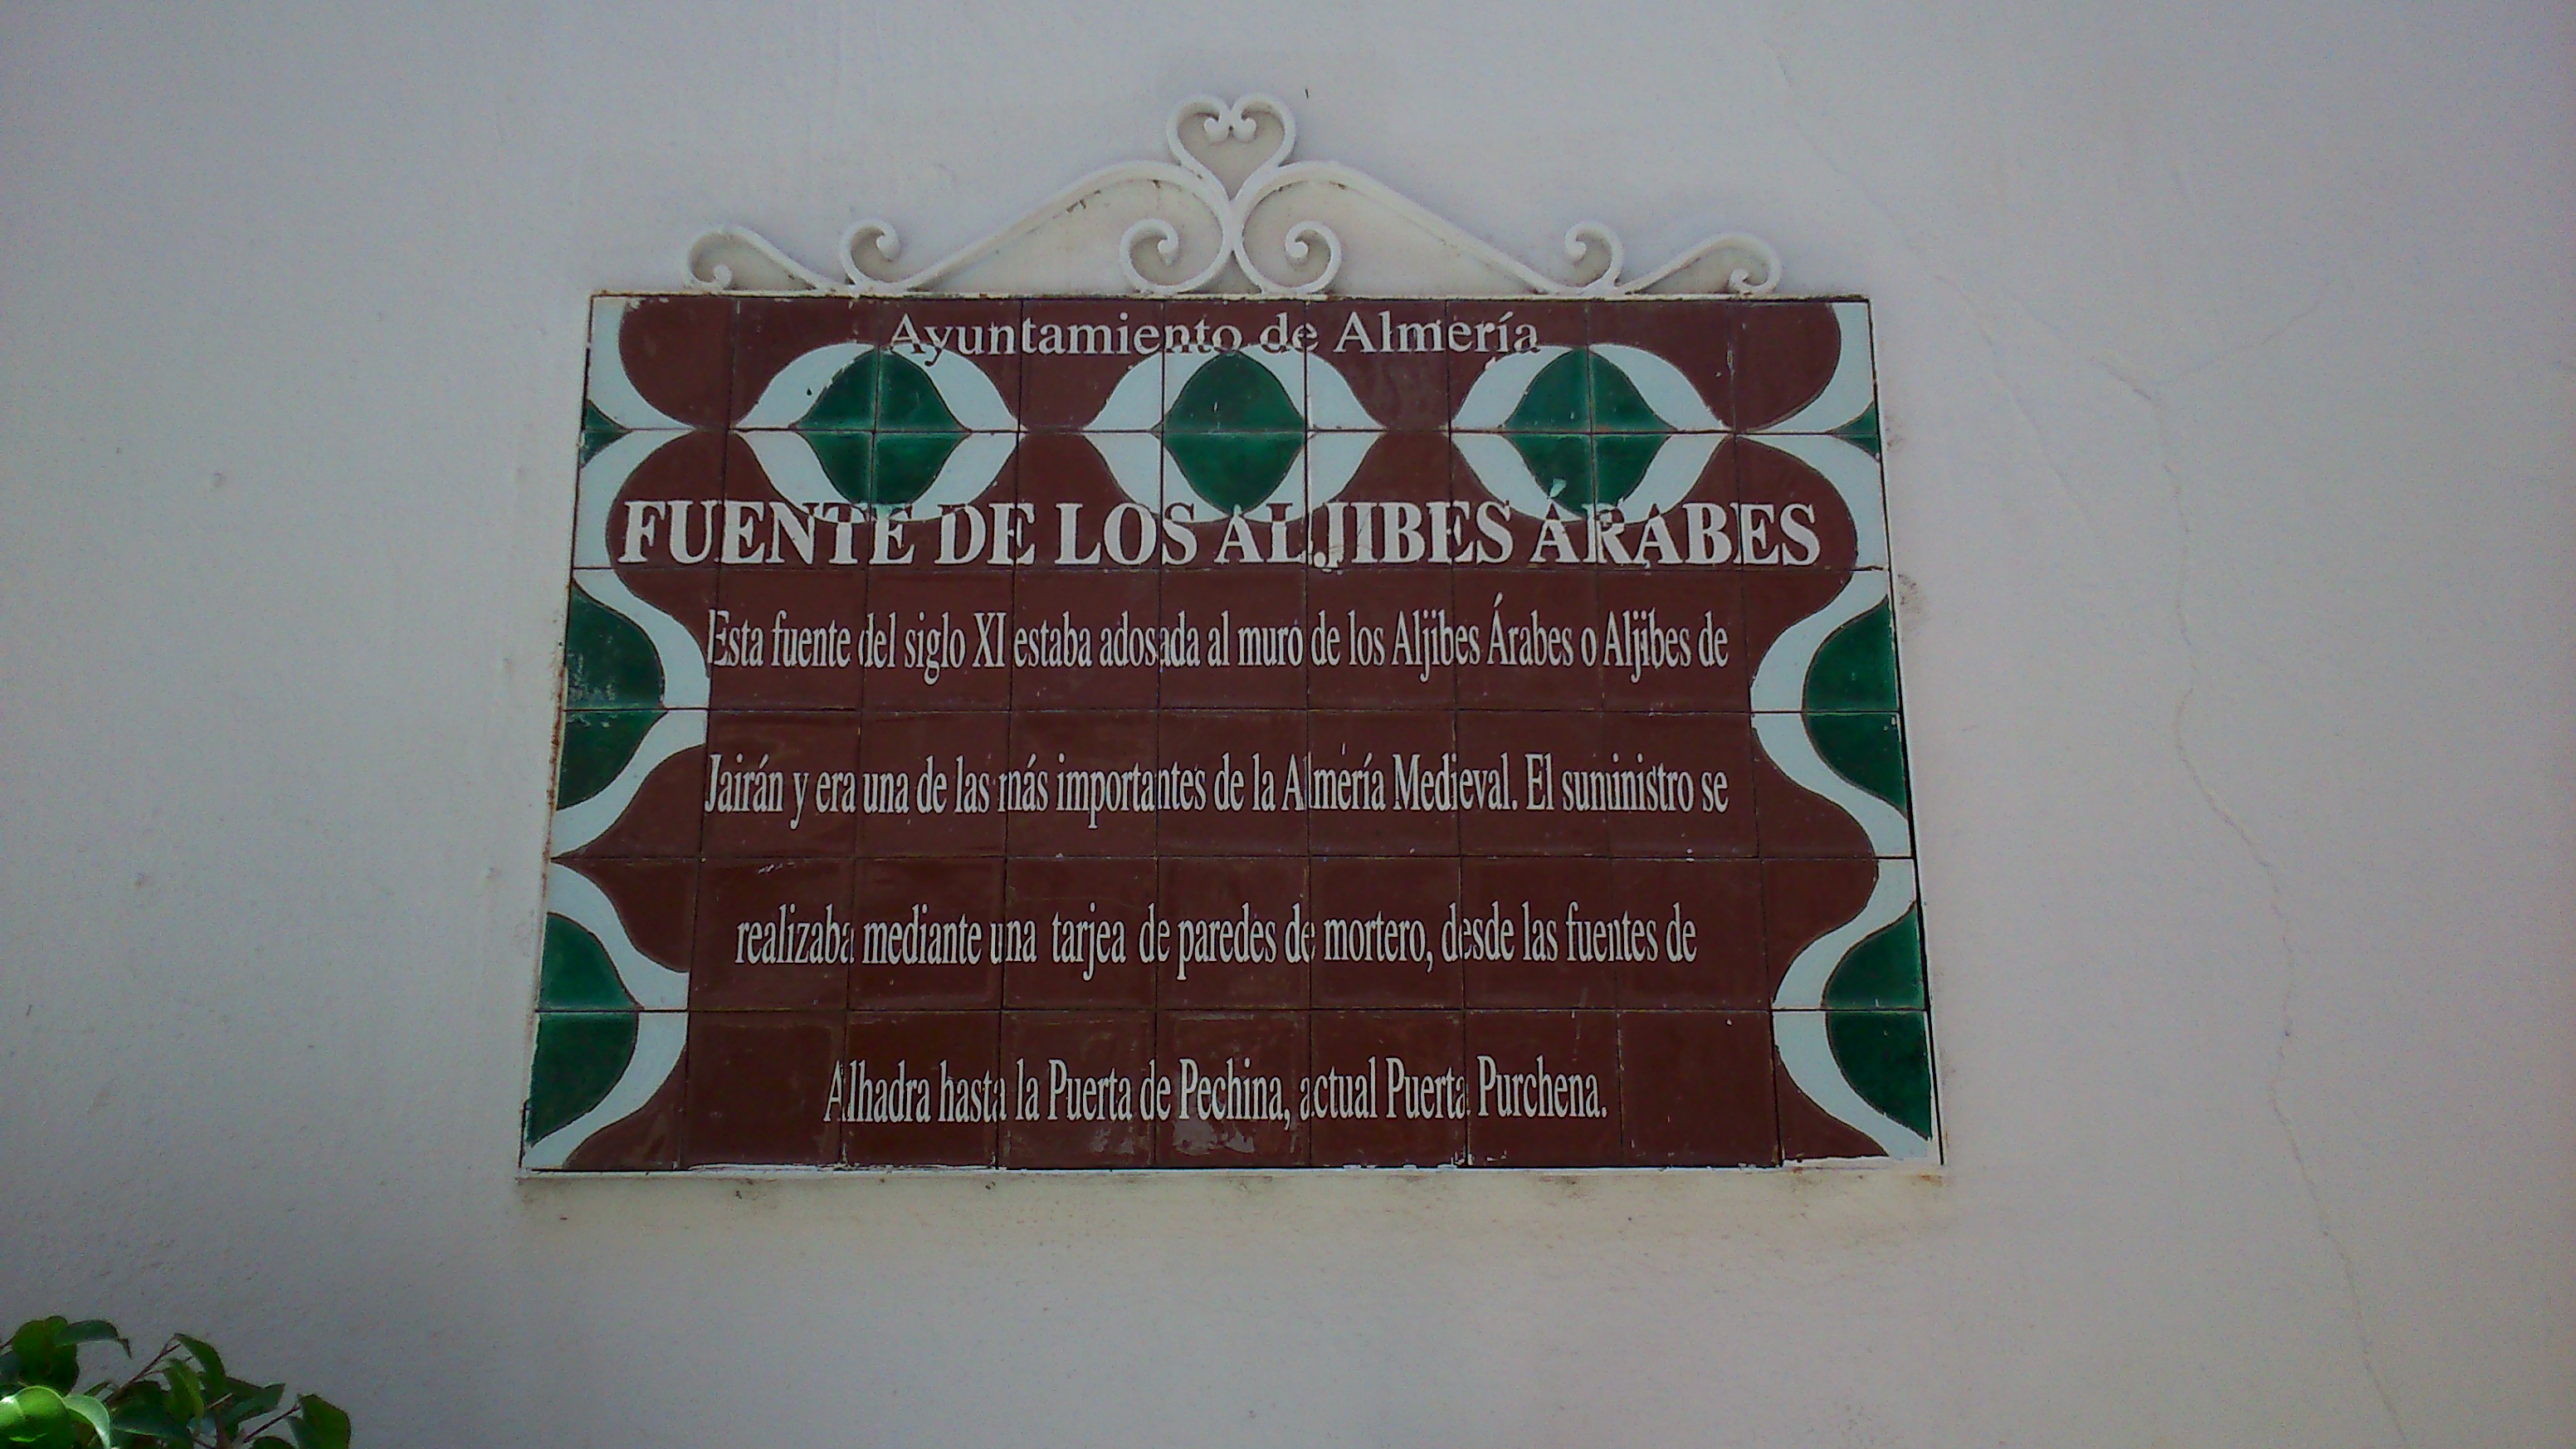 Ayuntamiento de Almería
FUENTE DE LOS ALJIBES ÁRABES
Esta fuente del siglo XI estaba adosada al muro de los Aljibes Árabes o Aljibes de
Jairán y era una de las más importantes de la Almería Medieval. El suministro se
realizaba mediante una tarjea de paredes de mortero, desde las fuentes de
Alhadra hasta la Puerta de Pechina, actual Puerta Purchena.